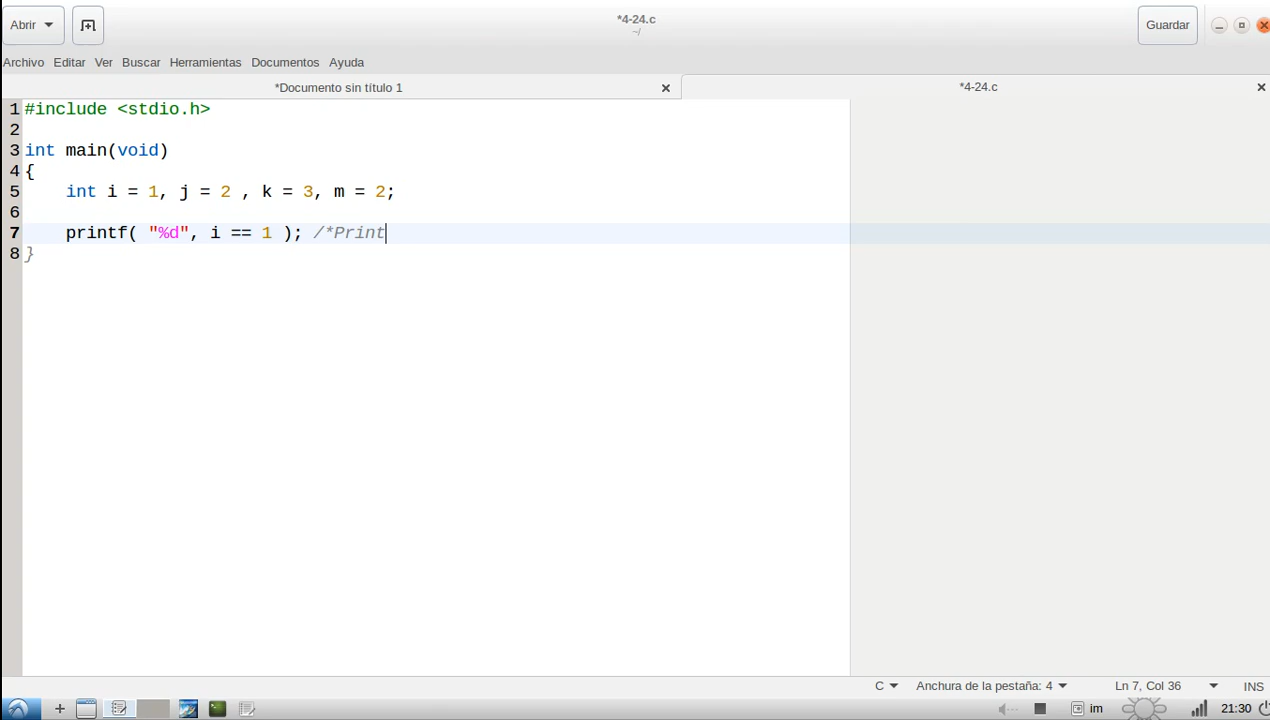 Abrir
*4-24.c
~/
Guardar
Archivo Editar Ver Buscar Herramientas Documentos Ayuda
*Documento sin título 1
*4-24.c
1 #include <stdio.h>
2
3 int main(void)
4 {
5 int i = 1, j = 2 , k = 3, m = 2;
6
7 printf( "%d", i == 1 ); /*Print
8 }
C Anchura de la pestaña: 4 Ln 7, Col 36 INS
im 21:30